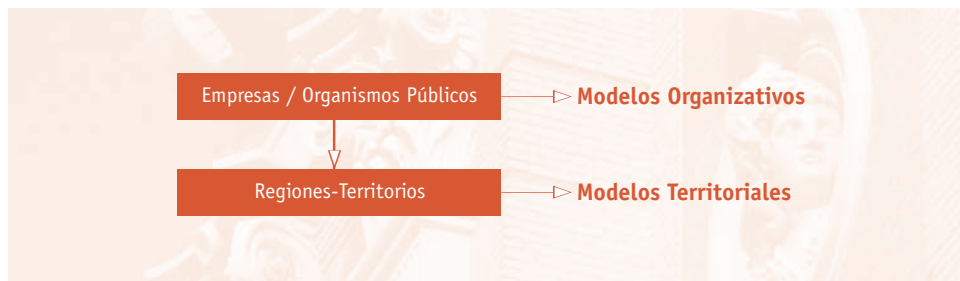 Empresas / Organismos Públicos
Modelos Organizativos
Regiones-Territorios
Modelos Territoriales